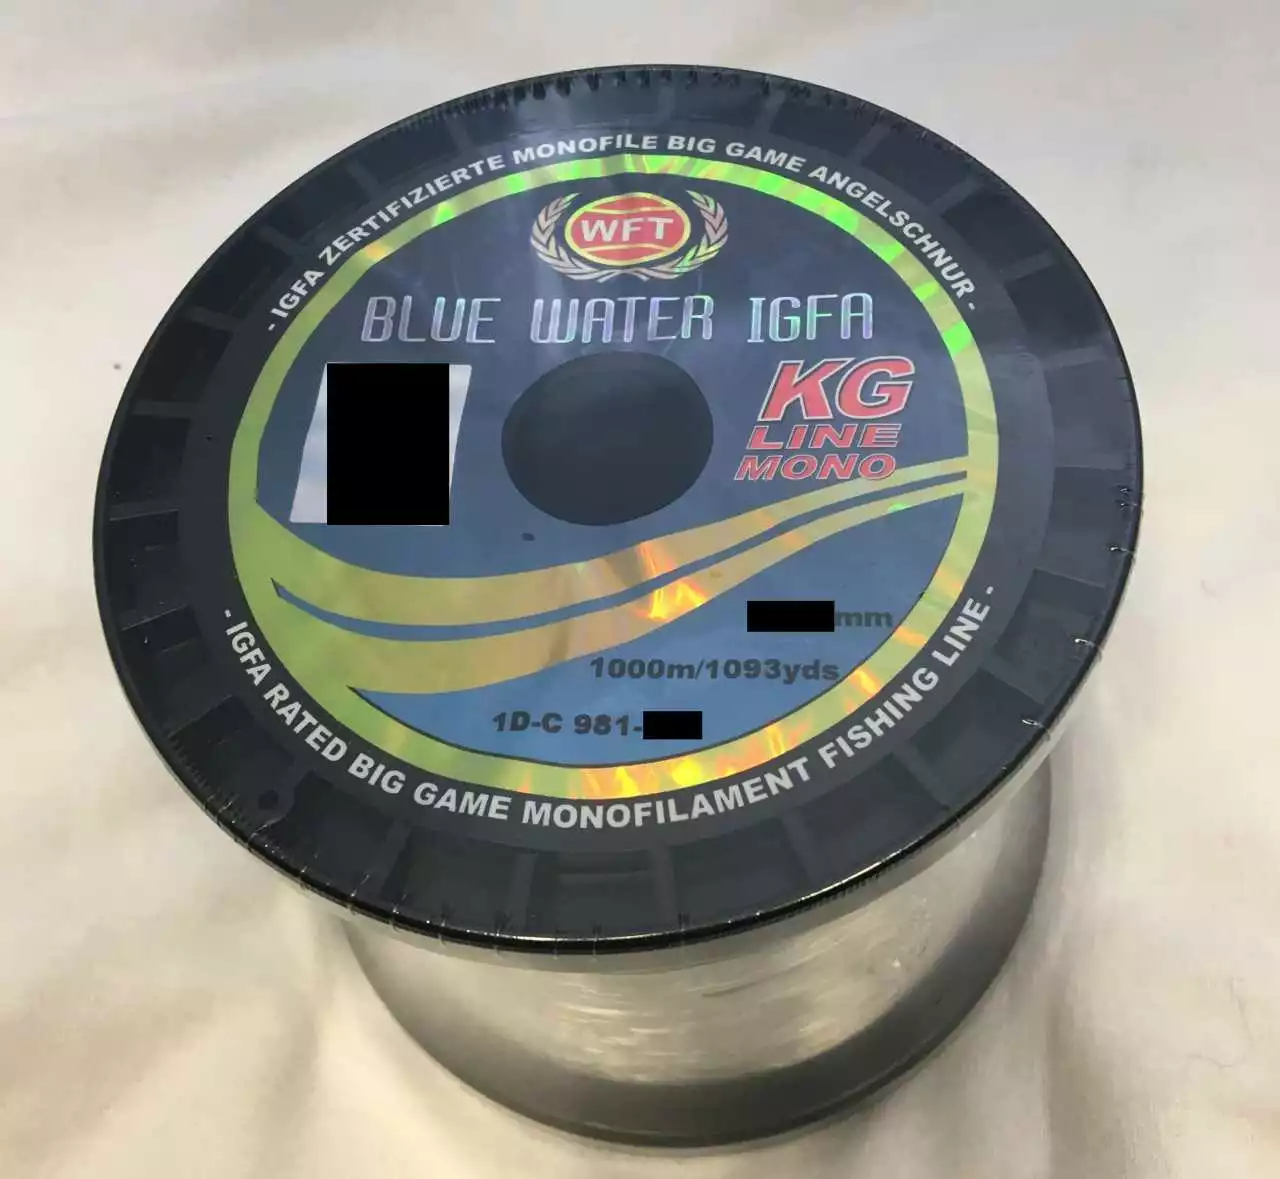 - IGFA ZERTIFIZIERTE MONOFILE BIG GAME ANGELSCHNUR -
WFT
BLUE WATER IGFA
KG
LINE
MONO
mm
1000m/1093yds
1D-C 981-
- IGFA RATED BIG GAME MONOFILAMENT FISHING LINE -